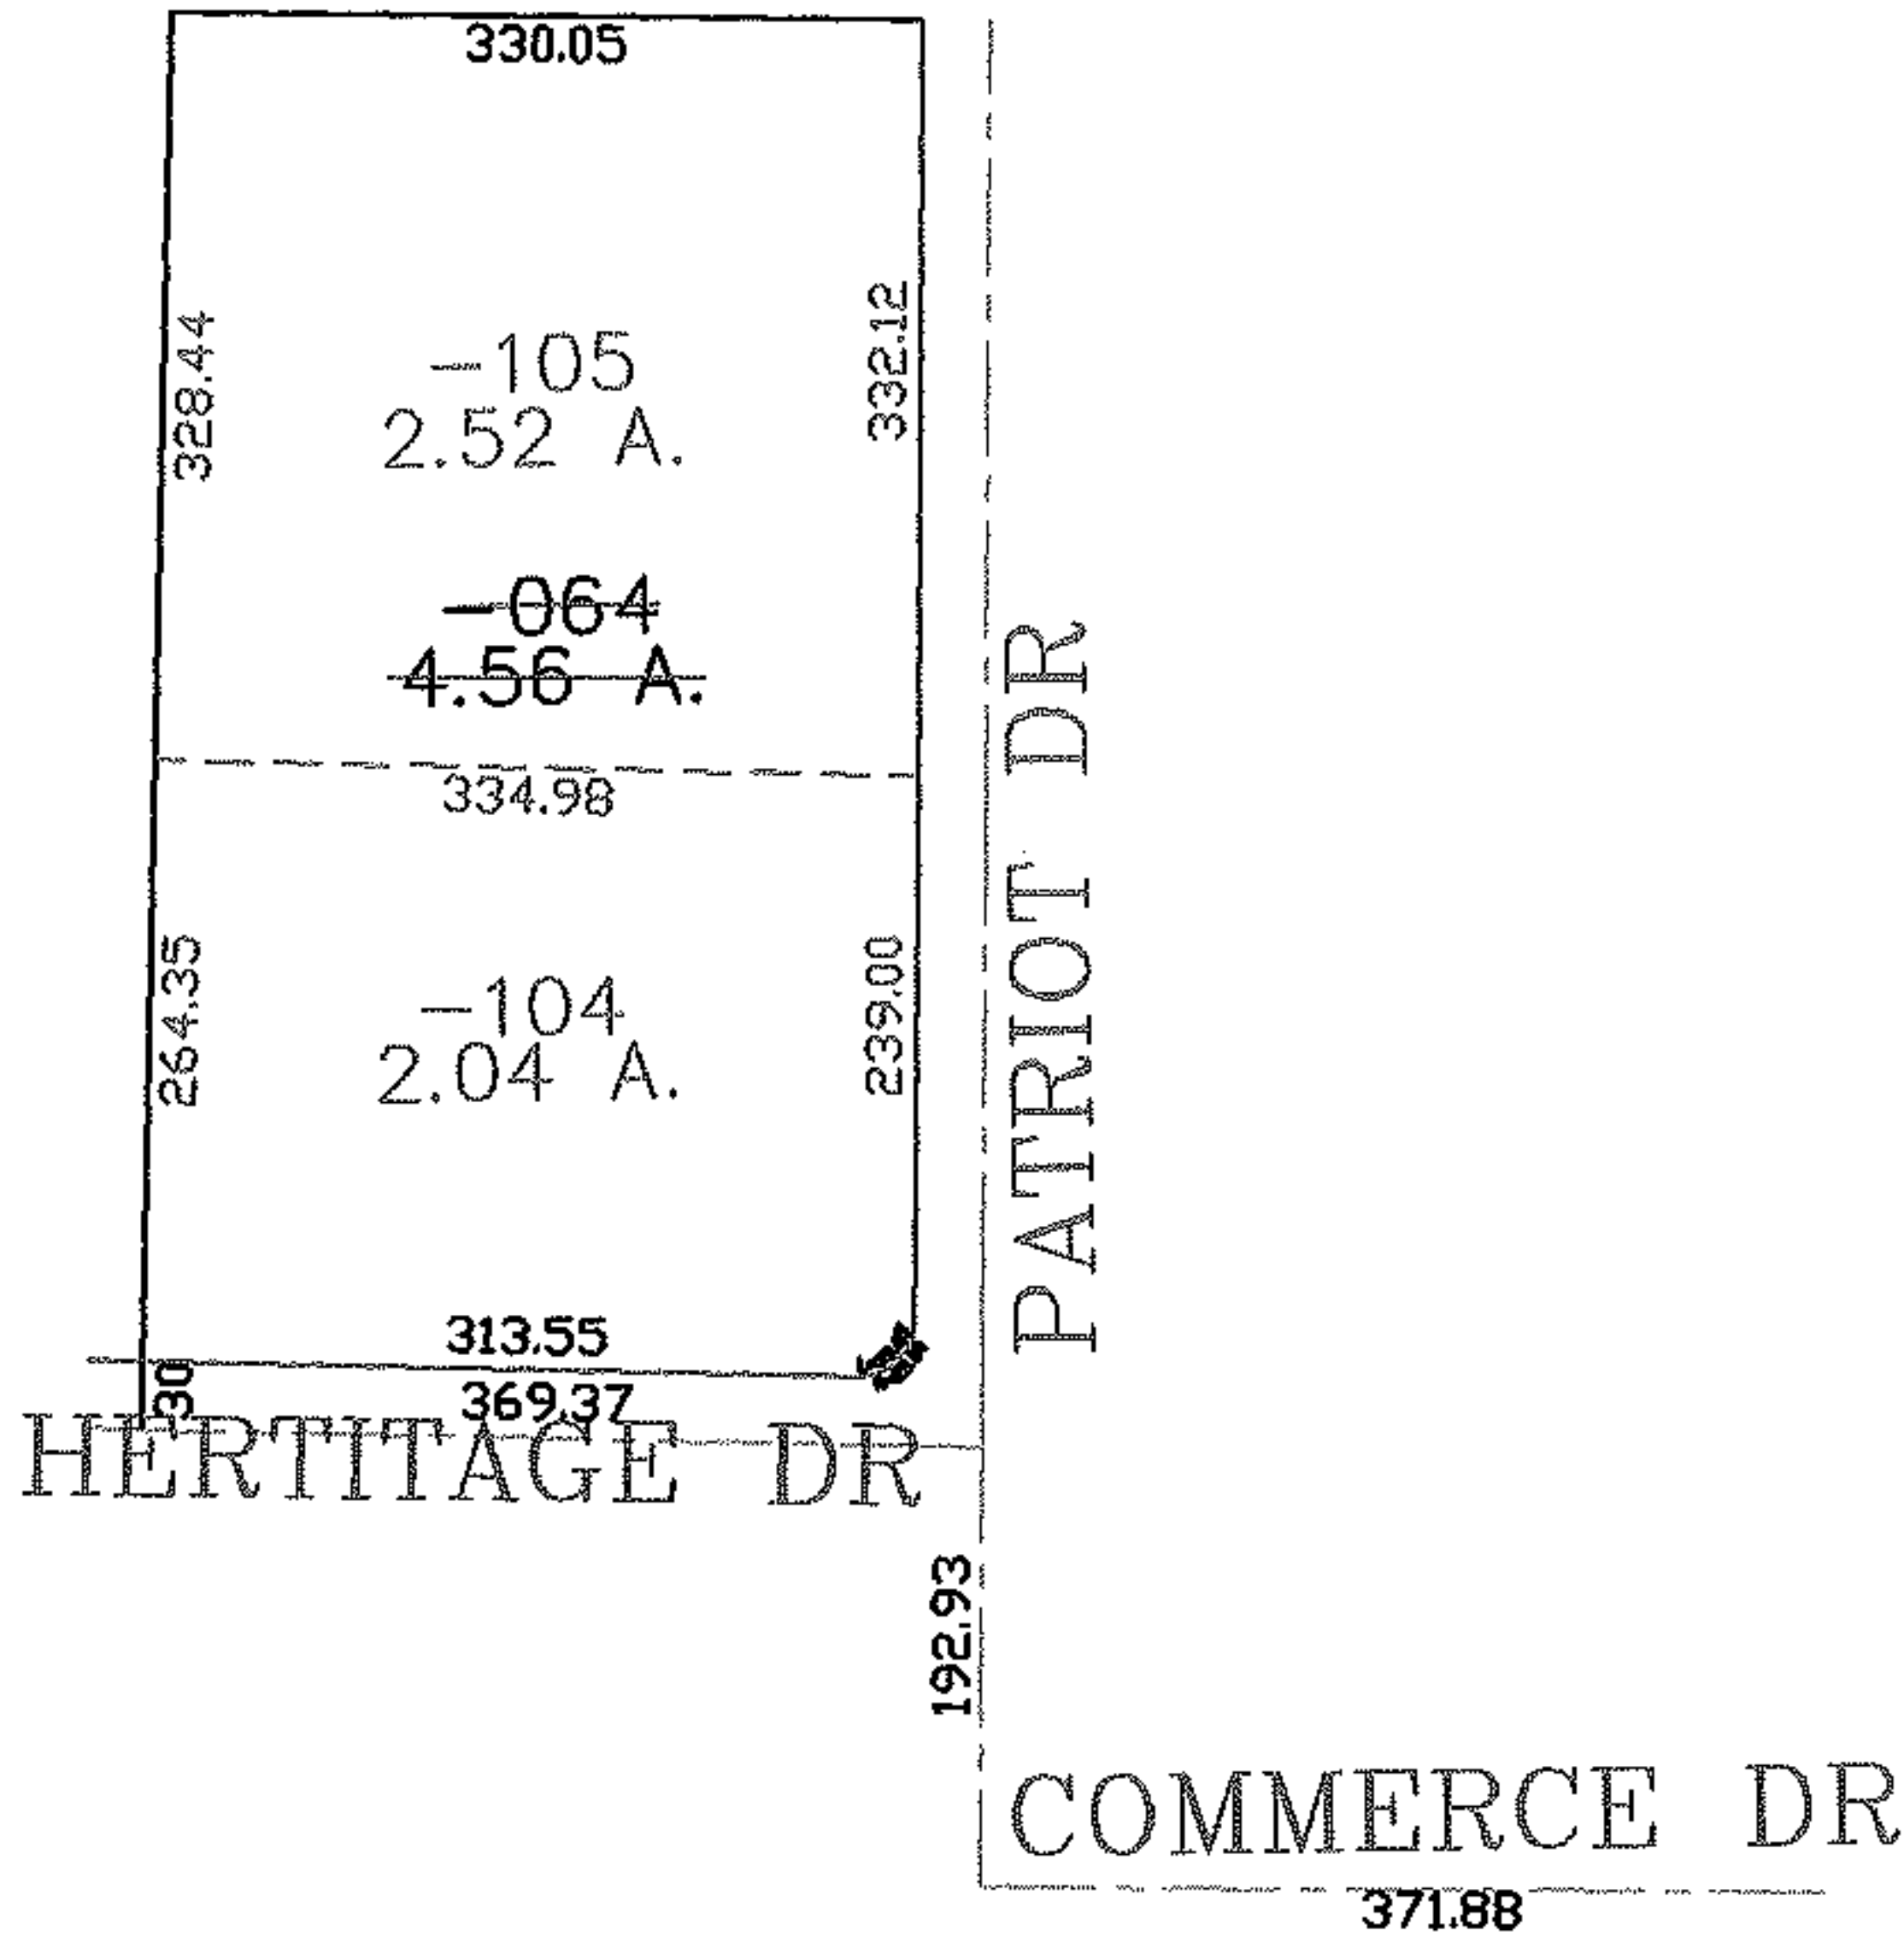 330.05
328.44
332.12
-105
2.52 A.
-064
4.56 A.
334.98
264.35
239.00
-104
2.04 A.
313.55
30
369.37
HERTITAGE DR
PATRIOT DR
192.93
COMMERCE DR
371.88